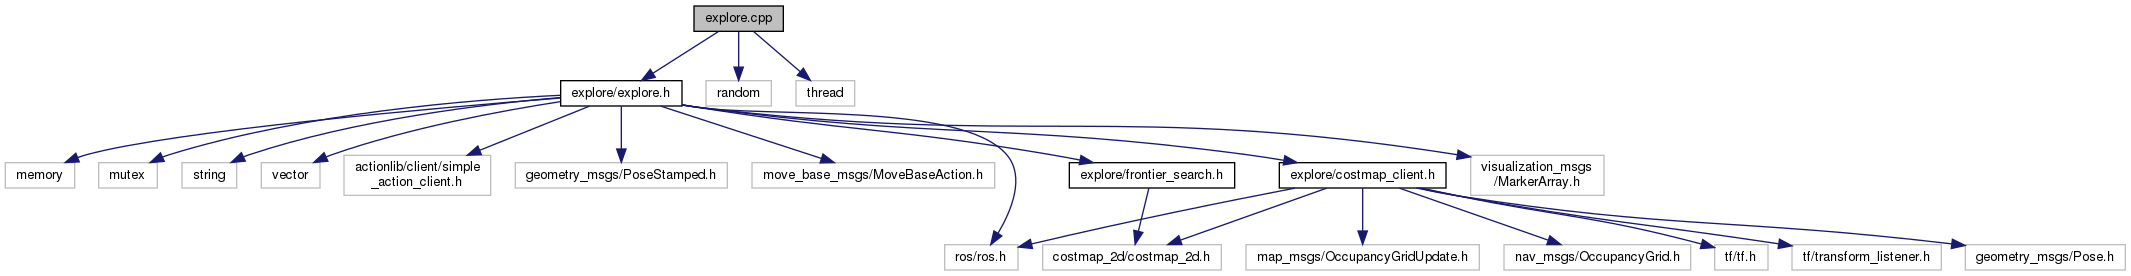 explore.cpp
explore/explore.h
random
thread
memory
mutex
string
vector
actionlib/client/simple
_action_client.h
geometry_msgs/PoseStamped.h
move_base_msgs/MoveBaseAction.h
explore/frontier_search.h
explore/costmap_client.h
visualization_msgs
/MarkerArray.h
ros/ros.h
costmap_2d/costmap_2d.h
map_msgs/OccupancyGridUpdate.h
nav_msgs/OccupancyGrid.h
tf/tf.h
tf/transform_listener.h
geometry_msgs/Pose.h